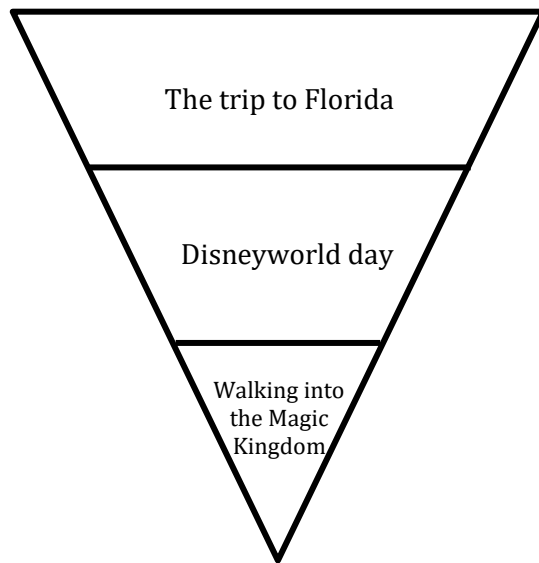 The trip to Florida
Disneyworld day
Walking into
the Magic
Kingdom